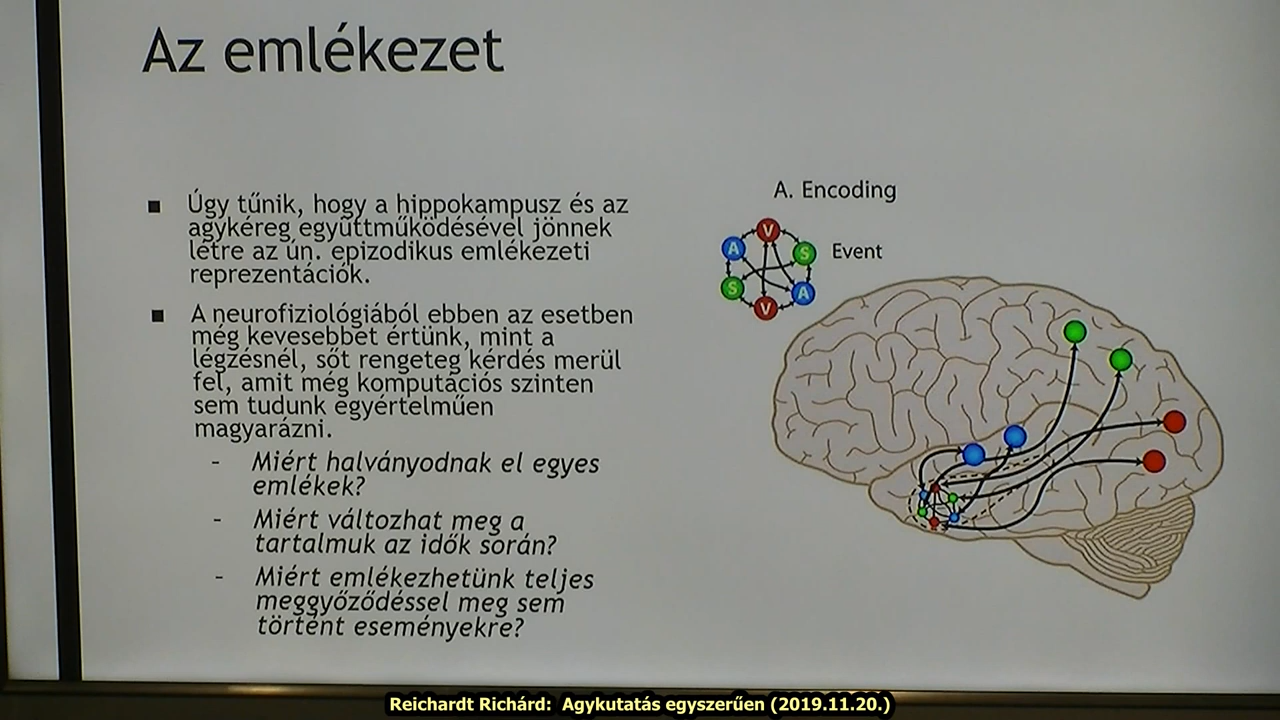 Az emlékezet
■ Úgy tűnik, hogy a hippokampusz és az
agykéreg együttműködésével jönnek
létre az ún. epizodikus emlékezeti
reprezentációk.
■ A neurofiziológiából ebben az esetben
még kevesebbet értünk, mint a
légzésnél, sőt rengeteg kérdés merül
fel, amit még komputációs szinten
sem tudunk egyértelműen
magyarázni.
- Miért halványodnak el egyes
emlékek?
- Miért változhat meg a
tartalmuk az idők során?
- Miért emlékezhetünk teljes
meggyőződéssel meg sem
történt eseményekre?
A. Encoding
V
A
S
Event
S
A
V
Reichardt Richárd: Agykutatás egyszerűen (2019.11.20.)